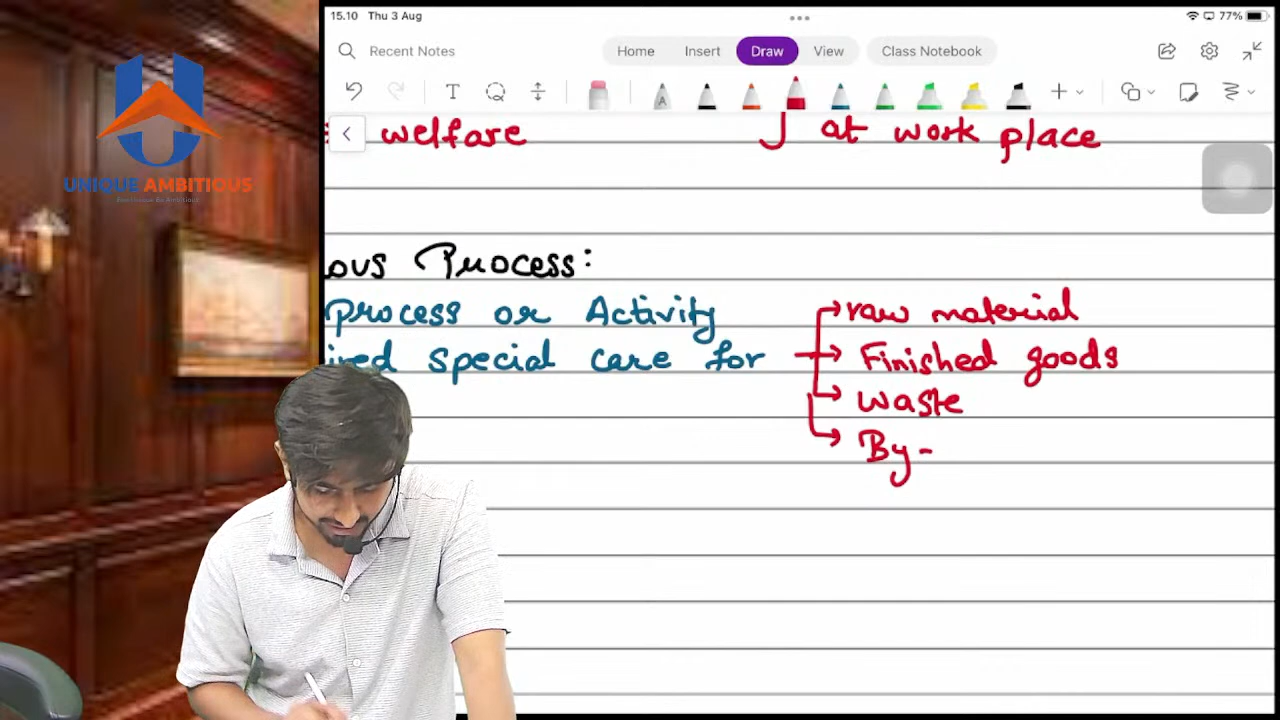 15.10 Thu 3 Aug
77%
Recent Notes
Home Insert Draw View Class Notebook
T
A
UNIQUE AMBITIOUS
welfare at work place
ous Process:
process or Activity
ired special care for
raw material
Finished goods
waste
By-